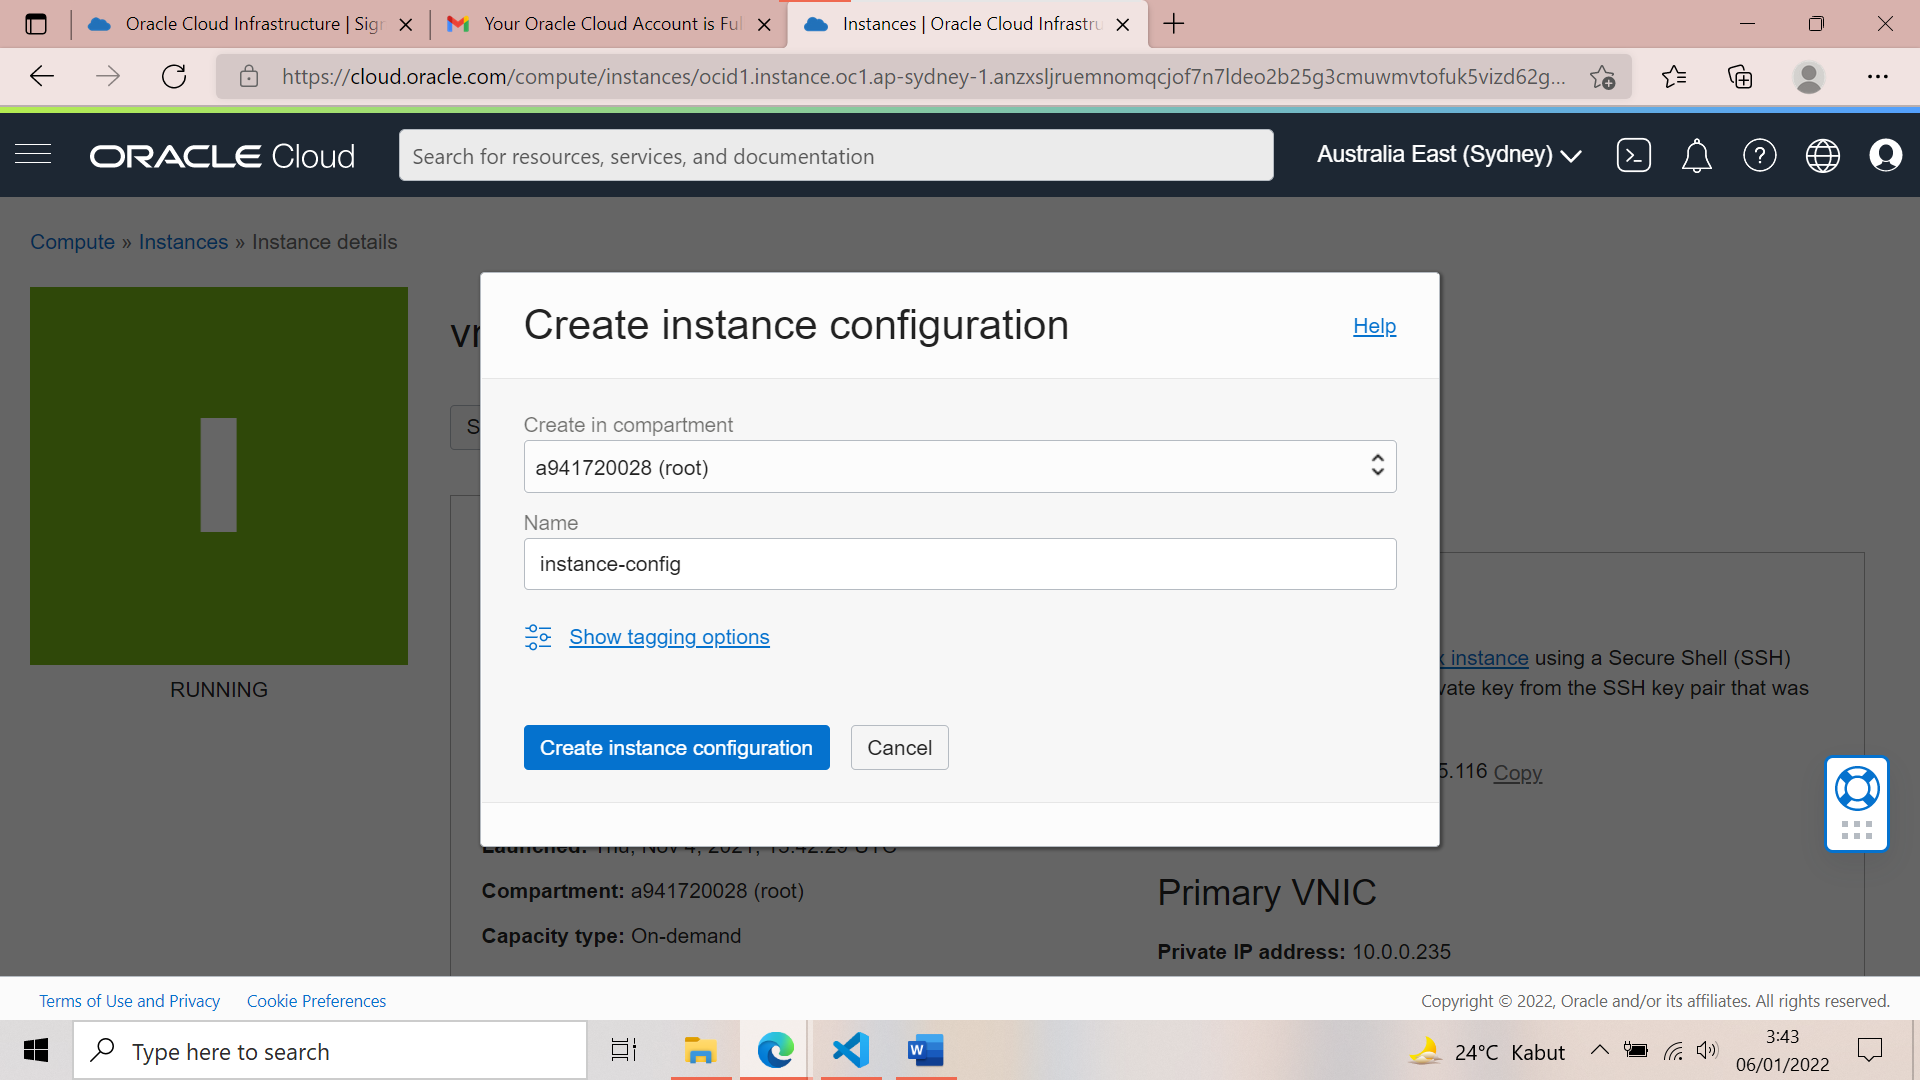 Oracle Cloud Infrastructure | Sign
Your Oracle Cloud Account is Full
Instances | Oracle Cloud Infrastru
https://cloud.oracle.com/compute/instances/ocid1.instance.oc1.ap-sydney-1.anzxsljruemnomqcjof7n7ldeo2b25g3cmuwmvtofuk5vizd62g...
ORACLE Cloud
Search for resources, services, and documentation
Australia East (Sydney)
Compute » Instances » Instance details
I
RUNNING
Create instance configuration
Help
Create in compartment
a941720028 (root)
Name
instance-config
Show tagging options
Create instance configuration
Cancel
instance using a Secure Shell (SSH)
vate key from the SSH key pair that was
5.116 Copy
Launched: Thu, Nov 4, 2021, 13:42:29 UTC
Compartment: a941720028 (root)
Capacity type: On-demand
Primary VNIC
Private IP address: 10.0.0.235
Terms of Use and Privacy
Cookie Preferences
Copyright © 2022, Oracle and/or its affiliates. All rights reserved.
Type here to search
24°C Kabut
3:43
06/01/2022